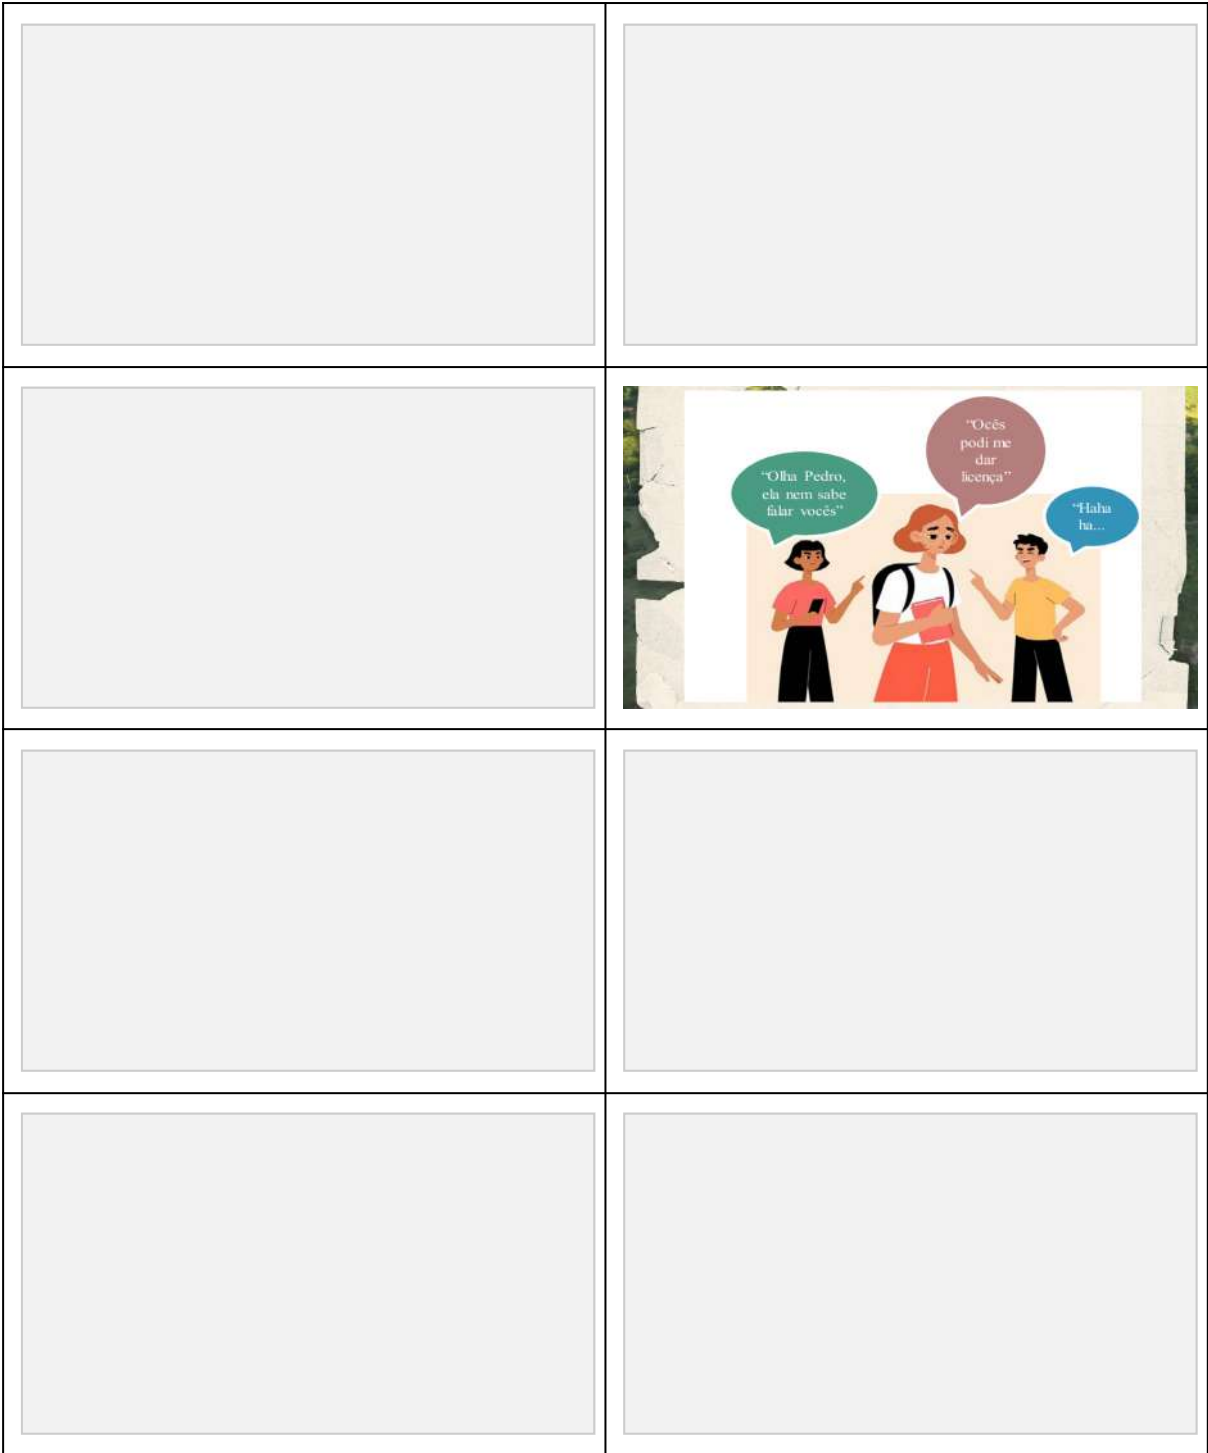 “Olha Pedro,
ela nem sabe
falar vocês”
“Ocês
podi me
dar
licença”
“Haha
ha...